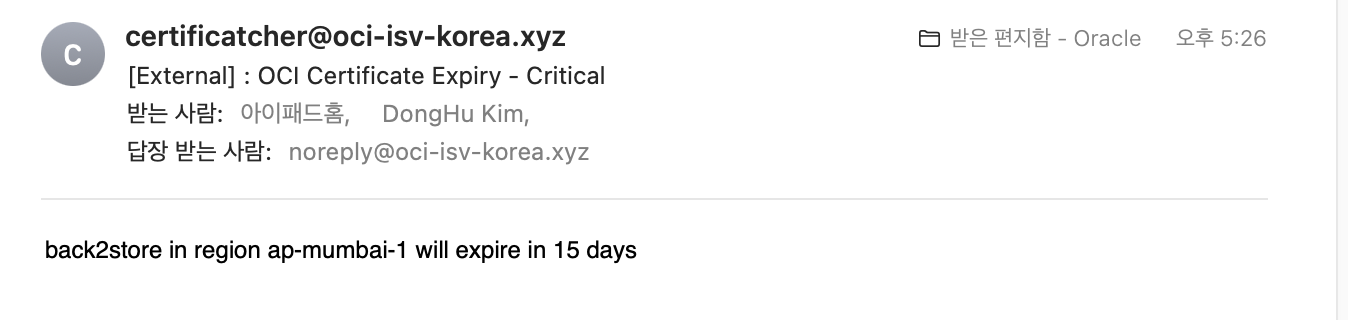 C
certificatcher@oci-isv-korea.xyz
받은 편지함 - Oracle 오후 5:26
[External] : OCI Certificate Expiry - Critical
받는 사람: 아이패드홈, DongHu Kim,
답장 받는 사람: noreply@oci-isv-korea.xyz
back2store in region ap-mumbai-1 will expire in 15 days